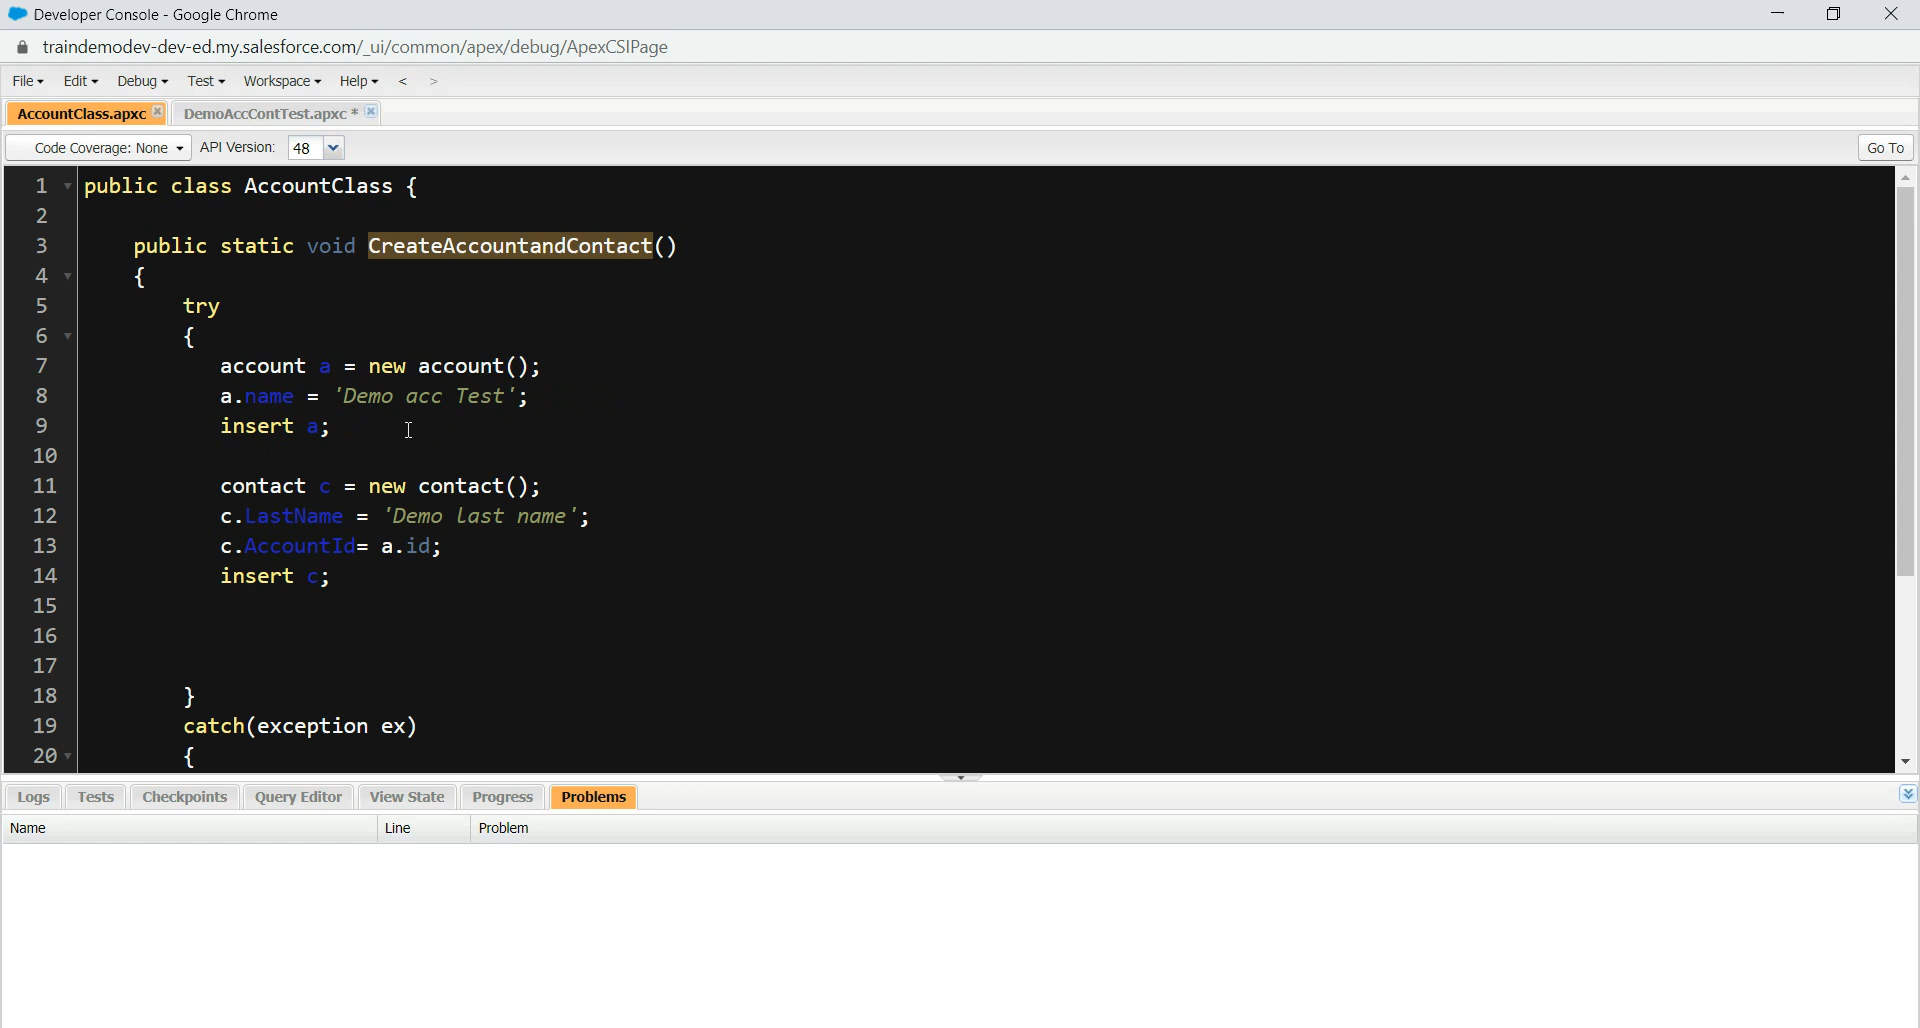 Developer Console - Google Chrome
traindemodev-dev-ed.my.salesforce.com/_ui/common/apex/debug/ApexCSIPage
File Edit Debug Test Workspace Help < >
AccountClass.apxc DemoAccContTest.apxc *
Code Coverage: None API Version: 48 Go To
1 public class AccountClass {
2
3 public static void CreateAccountandContact()
4 {
5 try
6 {
7 account a = new account();
8 a.name = 'Demo acc Test';
9 insert a;
10
11 contact c = new contact();
12 c.LastName = 'Demo last name';
13 c.AccountId= a.id;
14 insert c;
15
16
17
18 }
19 catch(exception ex)
20 {
Logs Tests Checkpoints Query Editor View State Progress Problems
Name Line Problem